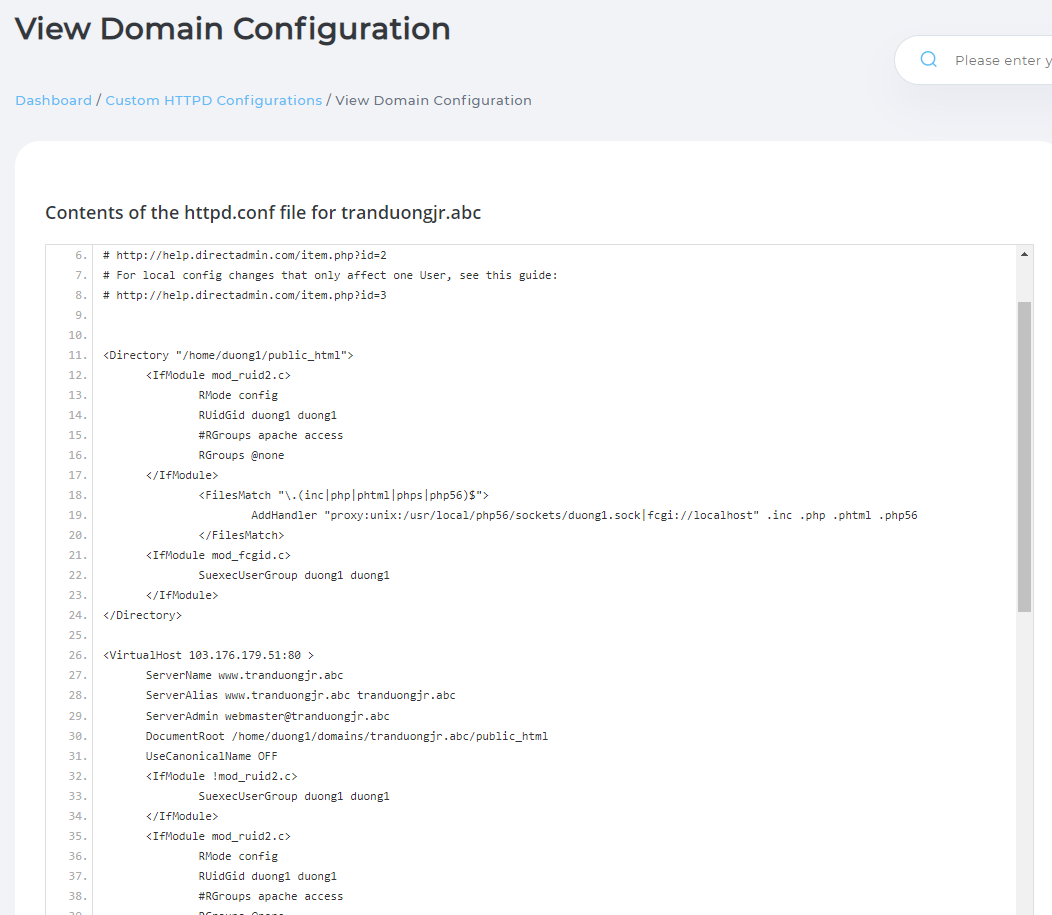 View Domain Configuration
Please enter y
Dashboard / Custom HTTPD Configurations / View Domain Configuration
Contents of the httpd.conf file for tranduongjr.abc
6. # http://help.directadmin.com/item.php?id=2
7. # For local config changes that only affect one User, see this guide:
8. # http://help.directadmin.com/item.php?id=3
9.
10.
11. <Directory "/home/duong1/public_html">
12. <IfModule mod_ruid2.c>
13. RMode config
14. RUidGid duong1 duong1
15. #RGroups apache access
16. RGroups @none
17. </IfModule>
18. <FilesMatch "\.(inc|php|phtml|phps|php56)$">
19. AddHandler "proxy:unix:/usr/local/php56/sockets/duong1.sock|fcgi://localhost" .inc .php .phtml .php56
20. </FilesMatch>
21. <IfModule mod_fcgid.c>
22. SuexecUserGroup duong1 duong1
23. </IfModule>
24. </Directory>
25.
26. <VirtualHost 103.176.179.51:80 >
27. ServerName www.tranduongjr.abc
28. ServerAlias www.tranduongjr.abc tranduongjr.abc
29. ServerAdmin webmaster@tranduongjr.abc
30. DocumentRoot /home/duong1/domains/tranduongjr.abc/public_html
31. UseCanonicalName OFF
32. <IfModule !mod_ruid2.c>
33. SuexecUserGroup duong1 duong1
34. </IfModule>
35. <IfModule mod_ruid2.c>
36. RMode config
37. RUidGid duong1 duong1
38. #RGroups apache access